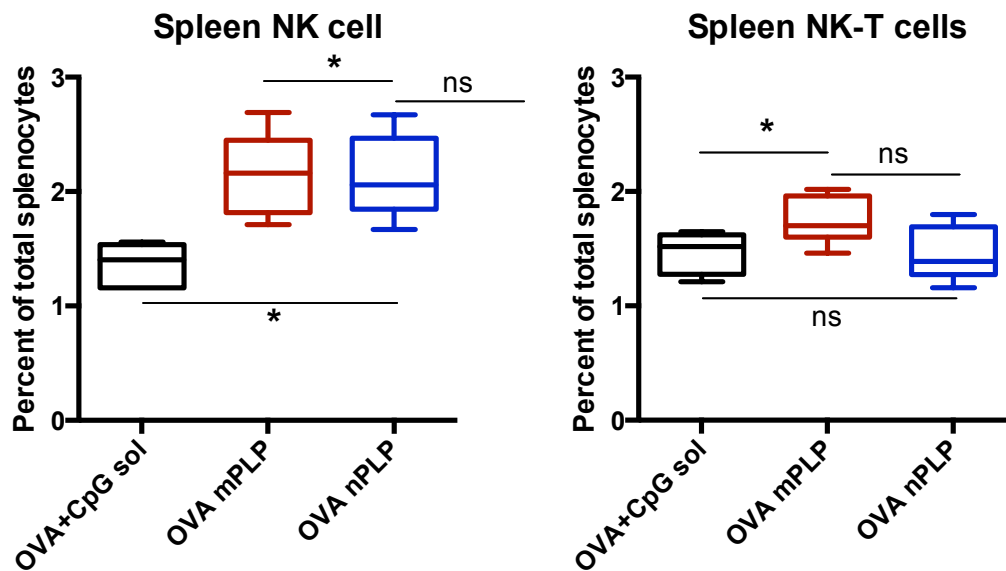 Spleen NK cell
Percent of total splenocytes
3
2
1
0
*
ns
*
OVA+CpG sol
OVA mPLP
OVA nPLP
Spleen NK-T cells
Percent of total splenocytes
3
2
1
0
*
ns
ns
OVA+CpG sol
OVA mPLP
OVA nPLP